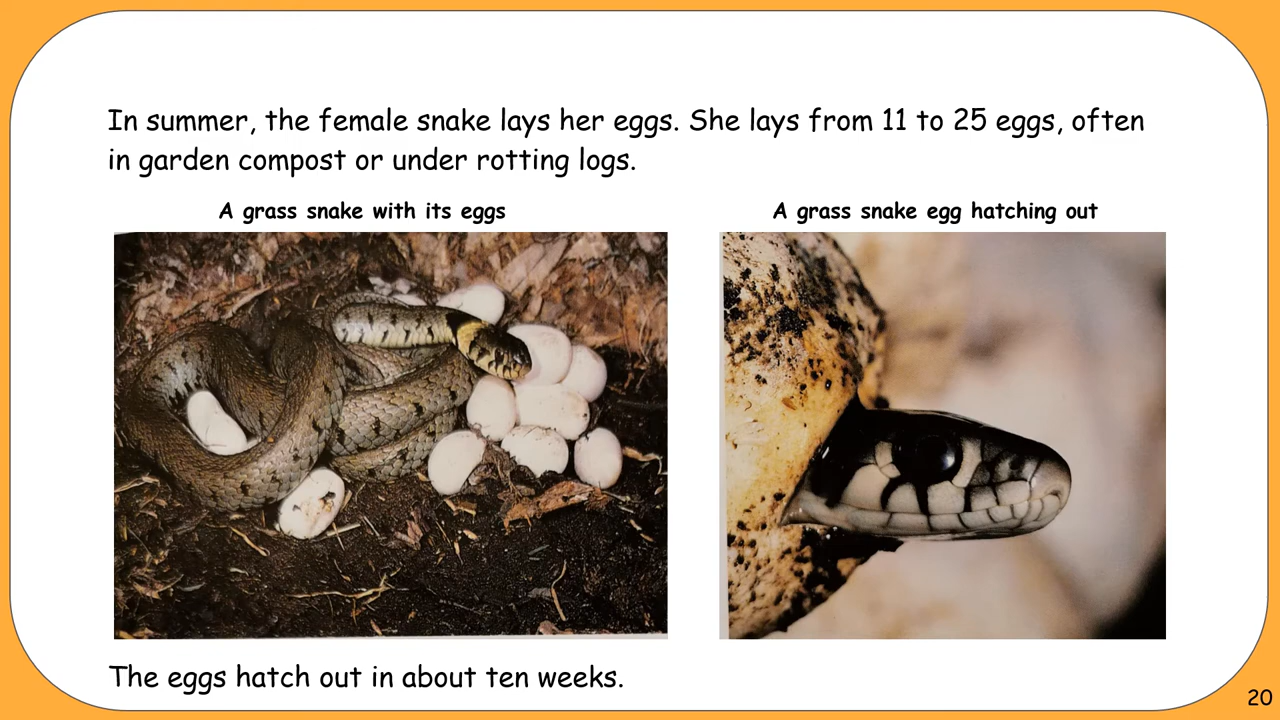 In summer, the female snake lays her eggs. She lays from 11 to 25 eggs, often
in garden compost or under rotting logs.
A grass snake with its eggs
A grass snake egg hatching out
The eggs hatch out in about ten weeks.
20